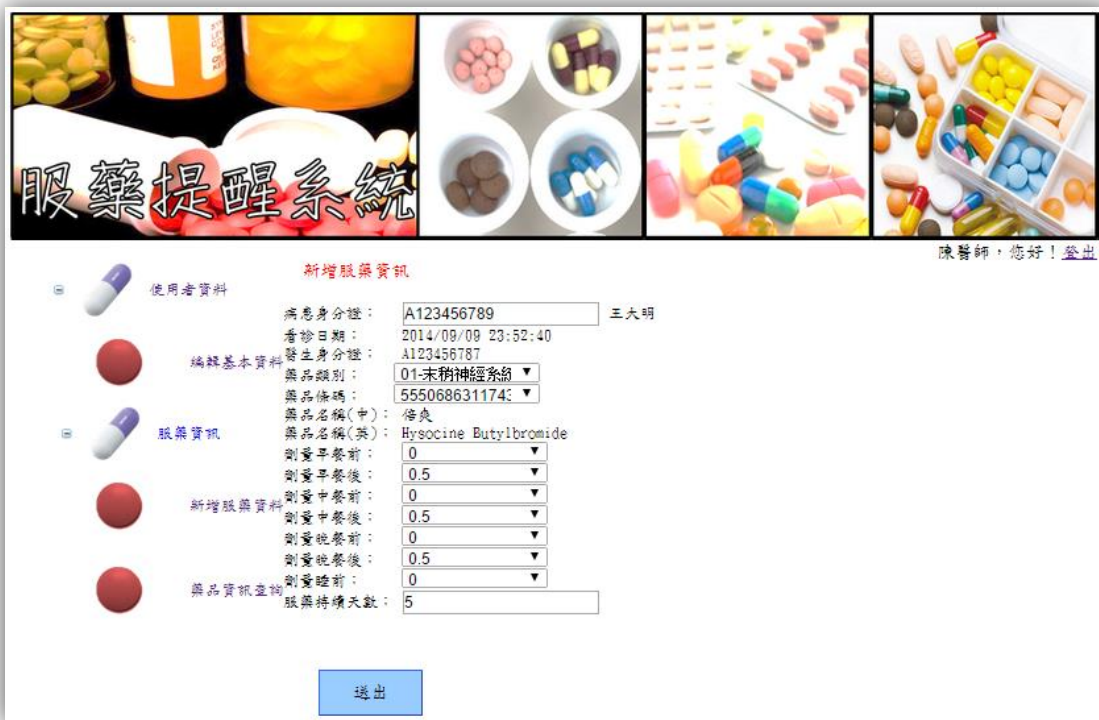 服藥提醒系統
陳醫師，您好！登出
使用者資料
編輯基本資料
服藥資訊
新增服藥資料
藥品資訊查詢
新增服藥資訊
病患身分證： A123456789 王大明
看診日期： 2014/09/09 23:52:40
醫生身分證： A123456787
藥品類別： 01-末稍神經系統
藥品條碼： 5550686311743
藥品名稱(中)： 倍爽
藥品名稱(英)： Hysocine Butylbromide
劑量早餐前： 0
劑量早餐後： 0.5
劑量中餐前： 0
劑量中餐後： 0.5
劑量晚餐前： 0
劑量晚餐後： 0.5
劑量睡前： 0
服藥持續天數： 5
送出